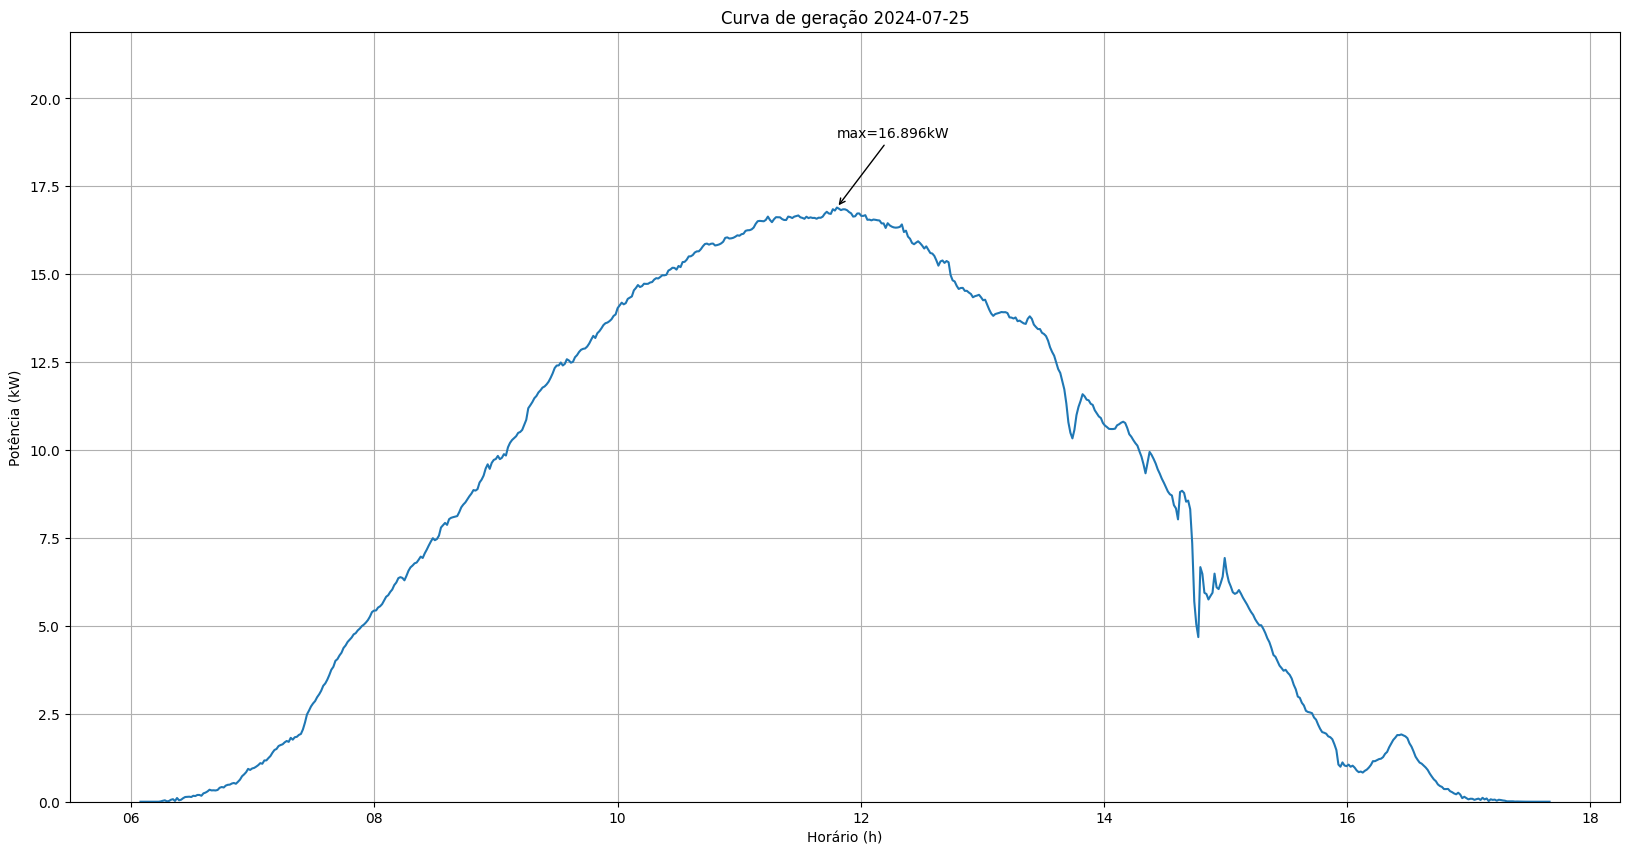 Curva de geração 2024-07-25
20.0
max=16.896kW
17.5
15.0
12.5
10.0
7.5
5.0
2.5
0.0
Potência (kW)
06 08 10 12 14 16 18
Horário (h)